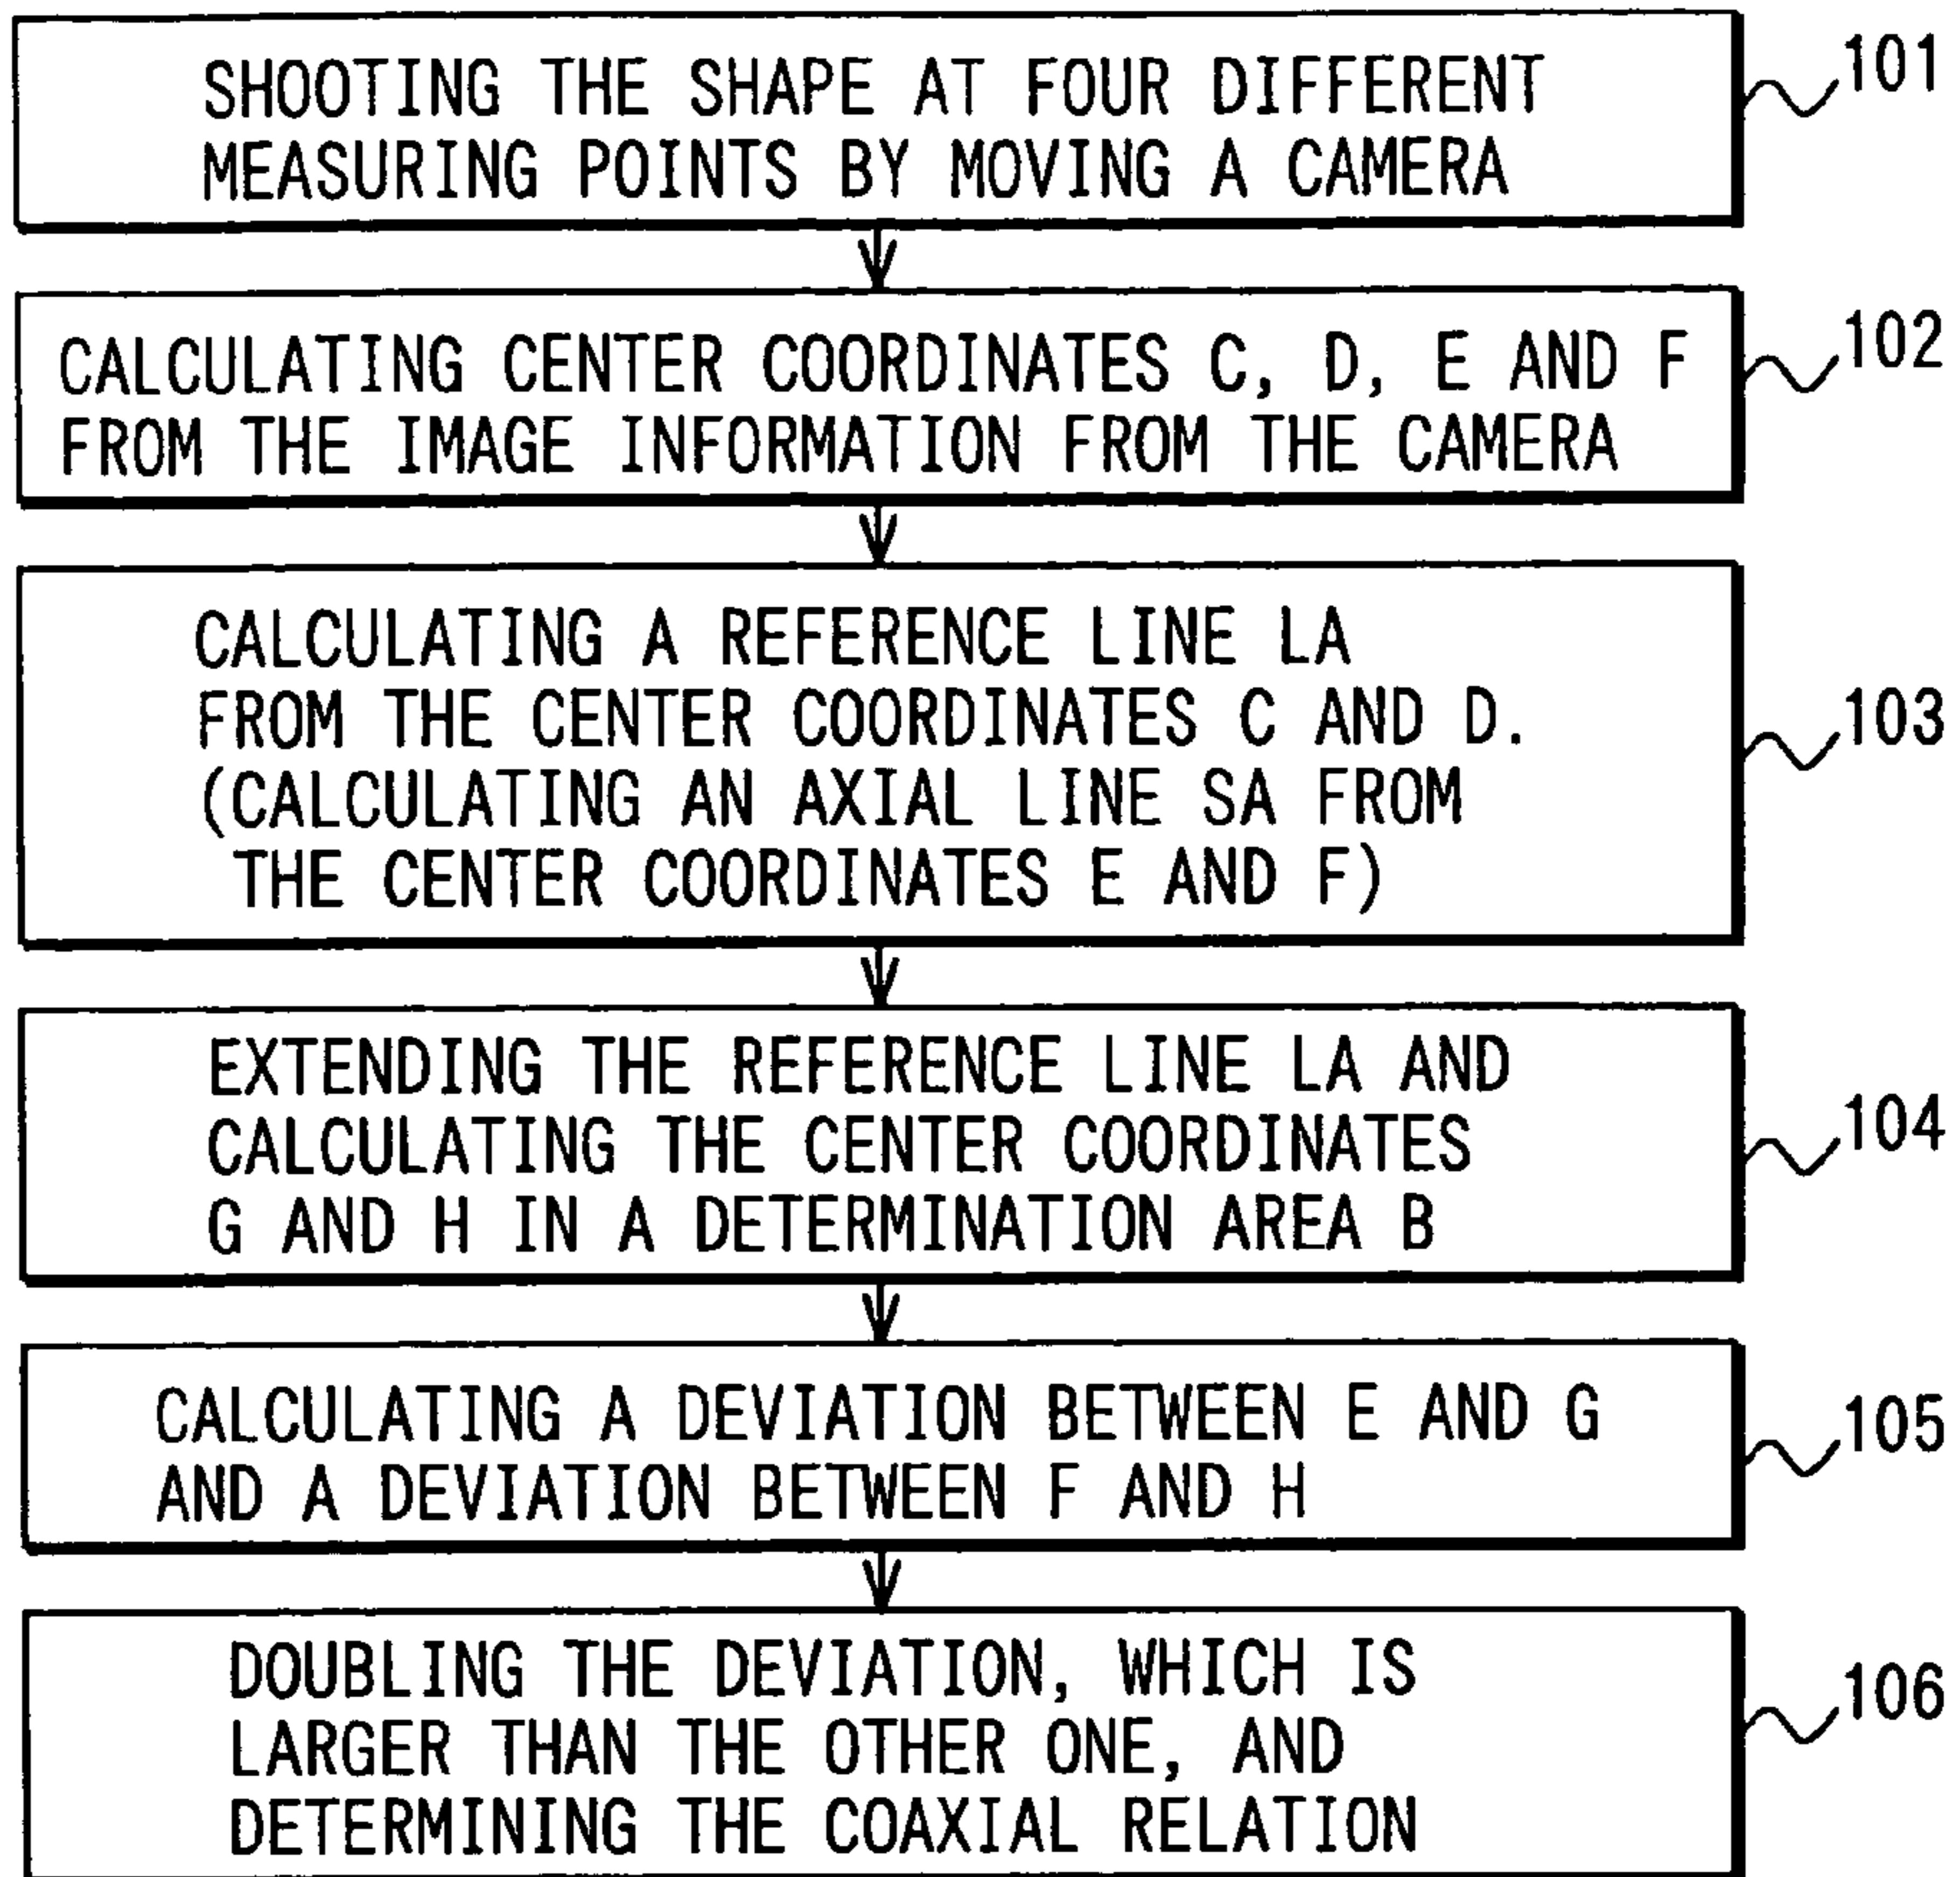 SHOOTING THE SHAPE AT FOUR DIFFERENT
MEASURING POINTS BY MOVING A CAMERA
101
CALCULATING CENTER COORDINATES C, D, E AND F
FROM THE IMAGE INFORMATION FROM THE CAMERA
102
CALCULATING A REFERENCE LINE LA
FROM THE CENTER COORDINATES C AND D.
(CALCULATING AN AXIAL LINE SA FROM
THE CENTER COORDINATES E AND F)
103
EXTENDING THE REFERENCE LINE LA AND
CALCULATING THE CENTER COORDINATES
G AND H IN A DETERMINATION AREA B
104
CALCULATING A DEVIATION BETWEEN E AND G
AND A DEVIATION BETWEEN F AND H
105
DOUBLING THE DEVIATION, WHICH IS
LARGER THAN THE OTHER ONE, AND
DETERMINING THE COAXIAL RELATION
106